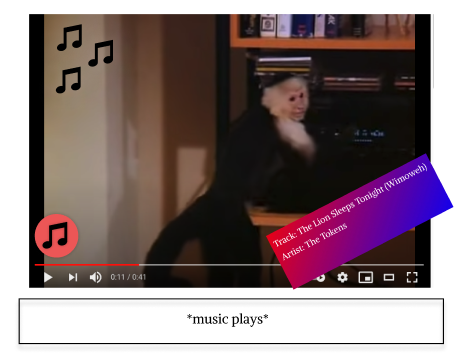 Track: The Lion Sleeps Tonight (Wimoweh)
Artist: The Tokens
0:11 / 0:41
*music plays*